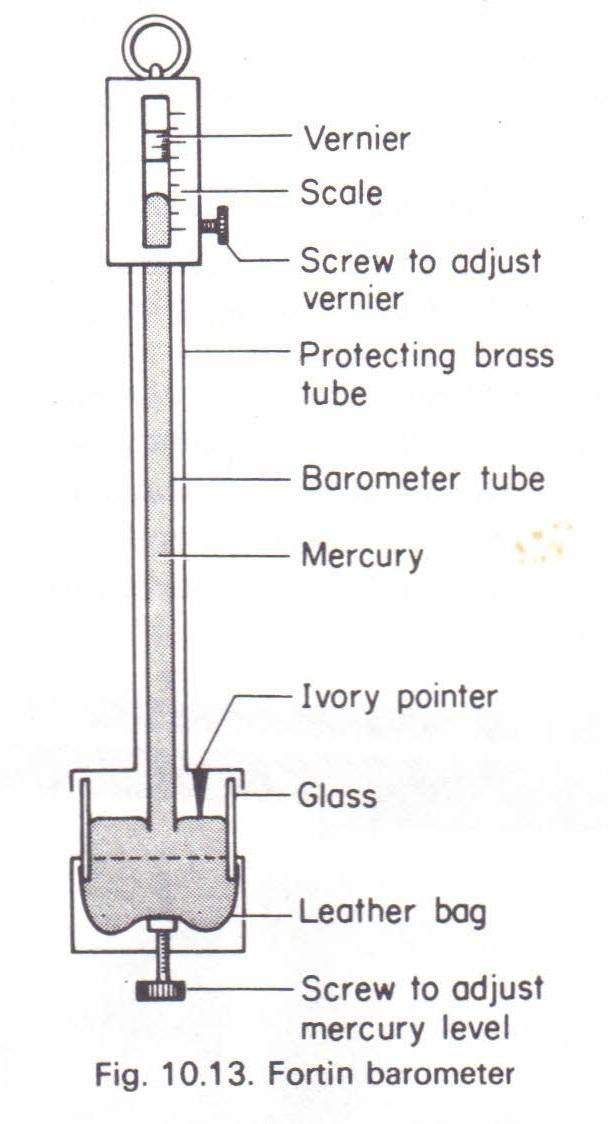 Vernier
Scale
Screw to adjust
vernier
Protecting brass
tube
Barometer tube
Mercury
Ivory pointer
Glass
Leather bag
Screw to adjust
mercury level
Fig. 10.13. Fortin barometer